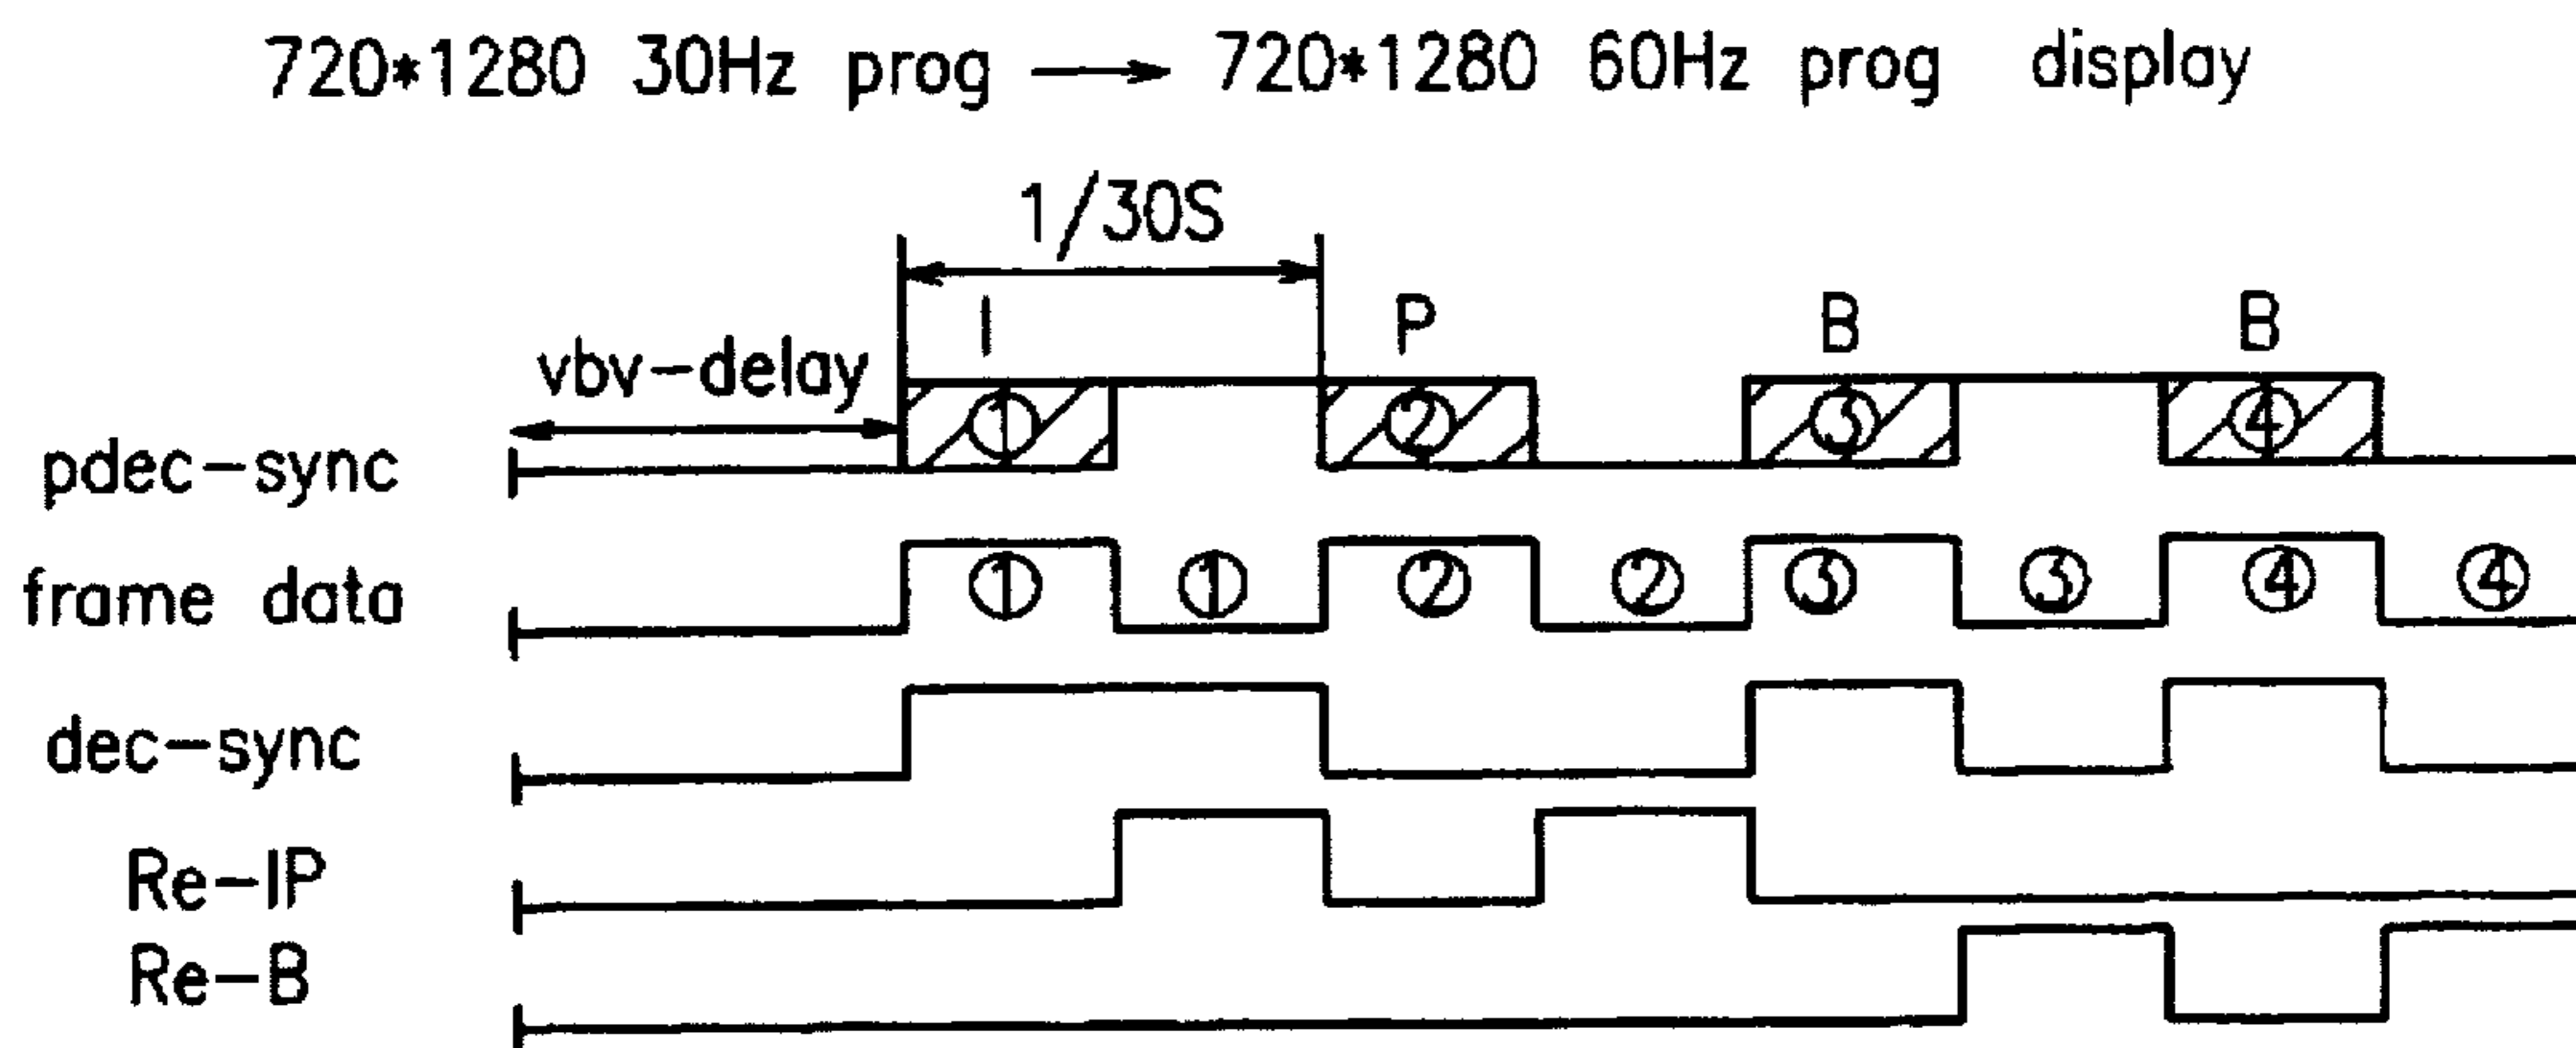 720*1280 30Hz prog → 720*1280 60Hz prog display
1/30S
I P B B
vbv-delay
pdec-sync ① ② ③ ④
frame data ① ① ② ② ③ ③ ④ ④
dec-sync
Re-IP
Re-B